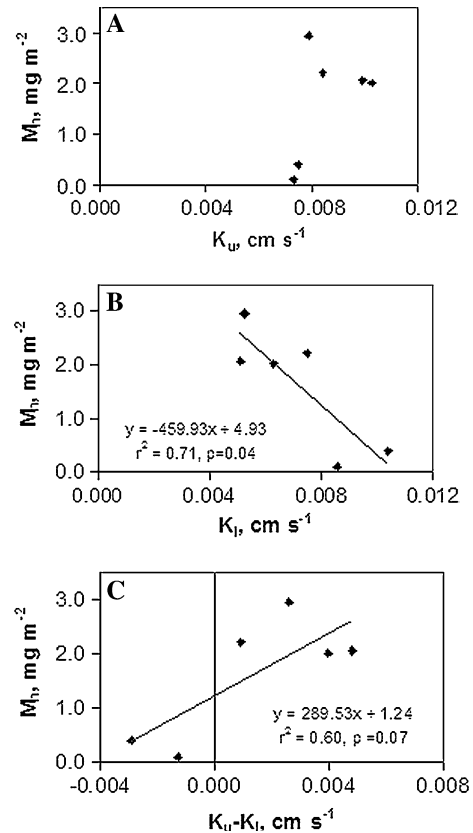 A
3.0
2.0
1.0
0.0
Mh, mg m-2
0.000 0.004 0.008 0.012
Ku, cm s-1
B
3.0
2.0
1.0
0.0
Mh, mg m-2
y = -459.93x + 4.93
r2 = 0.71, p=0.04
0.000 0.004 0.008 0.012
Kl, cm s-1
C
3.0
2.0
1.0
0.0
Mh, mg m-2
y = 289.53x + 1.24
r2 = 0.60, p =0.07
-0.004 0.000 0.004 0.008
Ku-Kl, cm s-1